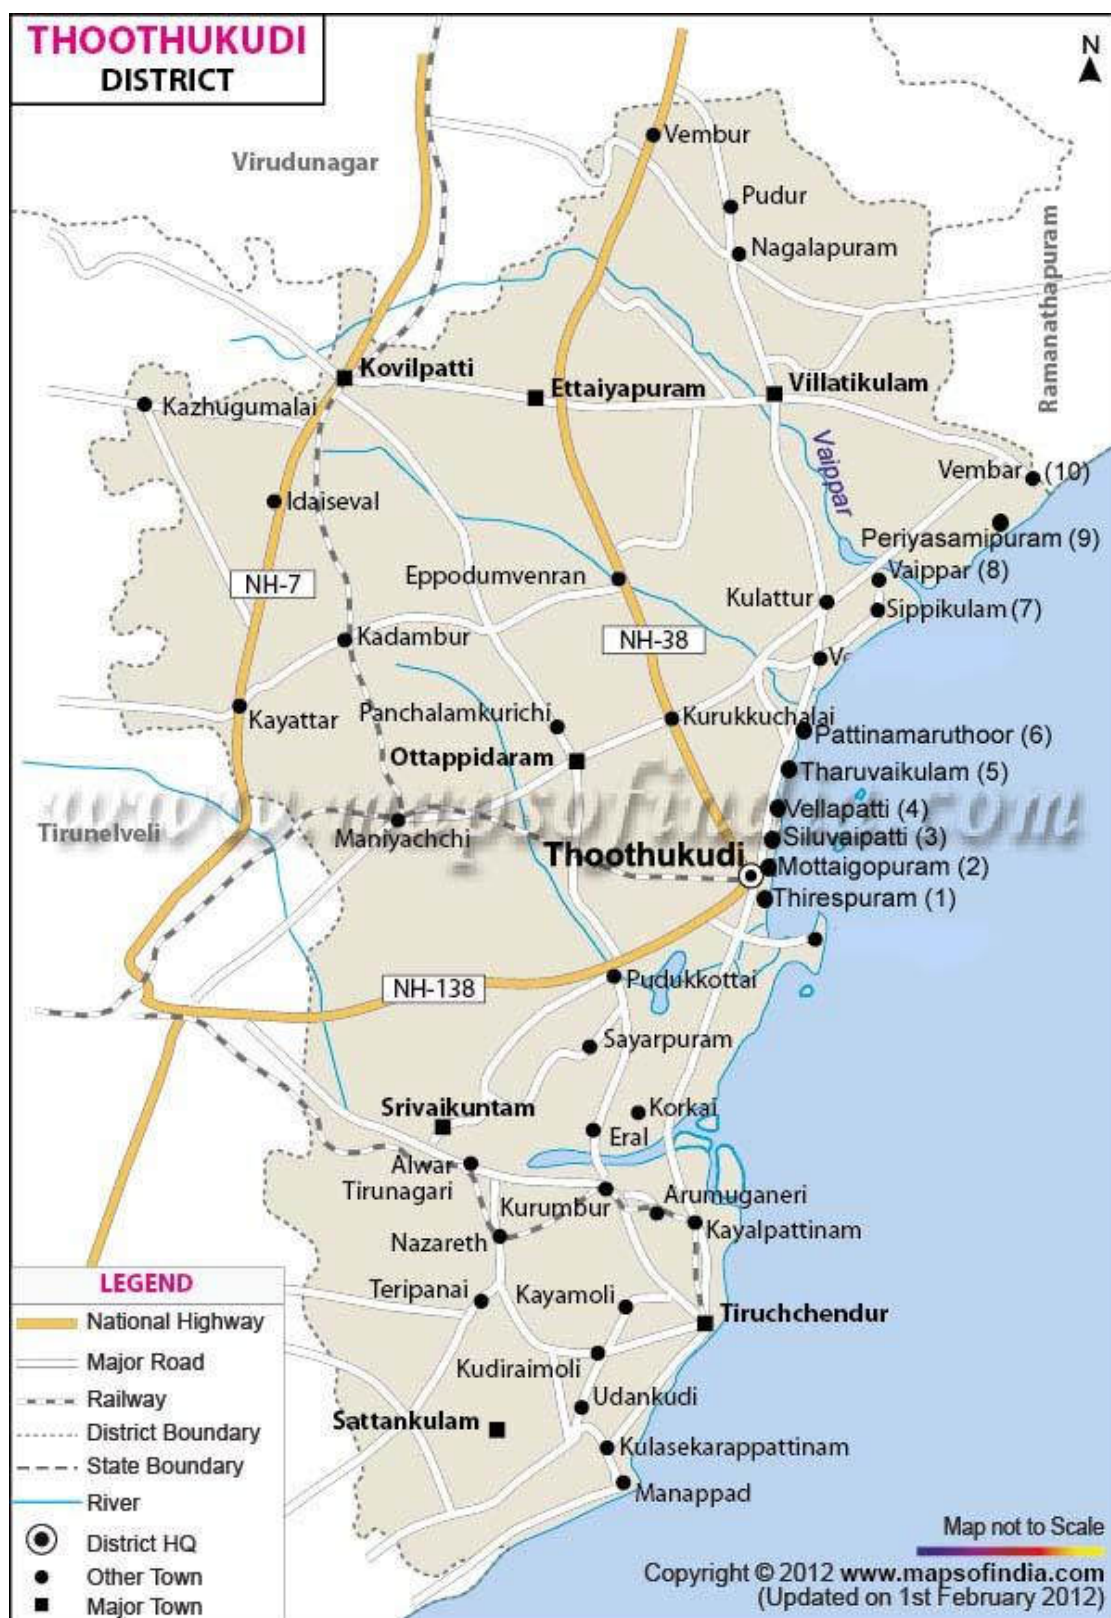 THOOTHUKUDI
DISTRICT
N
Virudunagar
Vembur
Pudur
Nagalapuram
Ramanathapuram
Kovilpatti
Ettaiyapuram
Villatikulam
Kazhugumalai
Vaippar
Vembar (10)
Idaiseval
Periyasamipuram (9)
Eppodumvenran
Vaippar (8)
NH-7
Kulattur
Sippikulam (7)
Kadambur
NH-38
Kayattar
Panchalamkurichi
Kurukkuchalai
Pattinamaruthoor (6)
Ottappidaram
Tharuvaikulam (5)
www.mapsofindia.com
Vellapatti (4)
Tirunelveli
Maniyachchi
Siluvaipatti (3)
Thoothukudi
Mottaigopuram (2)
Thirespuram (1)
NH-138
Pudukkottai
Sayarpuram
Srivaikuntam
Korkai
Eral
Alwar
Tirunagari
Arumuganeri
Kurumbur
Kayalpattinam
Nazareth
Teripanai
Kayamoli
Tiruchchendur
Kudiraimoli
Udankudi
Sattankulam
Kulasekarappattinam
Manappad
LEGEND
National Highway
Major Road
Railway
District Boundary
State Boundary
River
District HQ
Other Town
Major Town
Map not to Scale
Copyright © 2012 www.mapsofindia.com
(Updated on 1st February 2012)